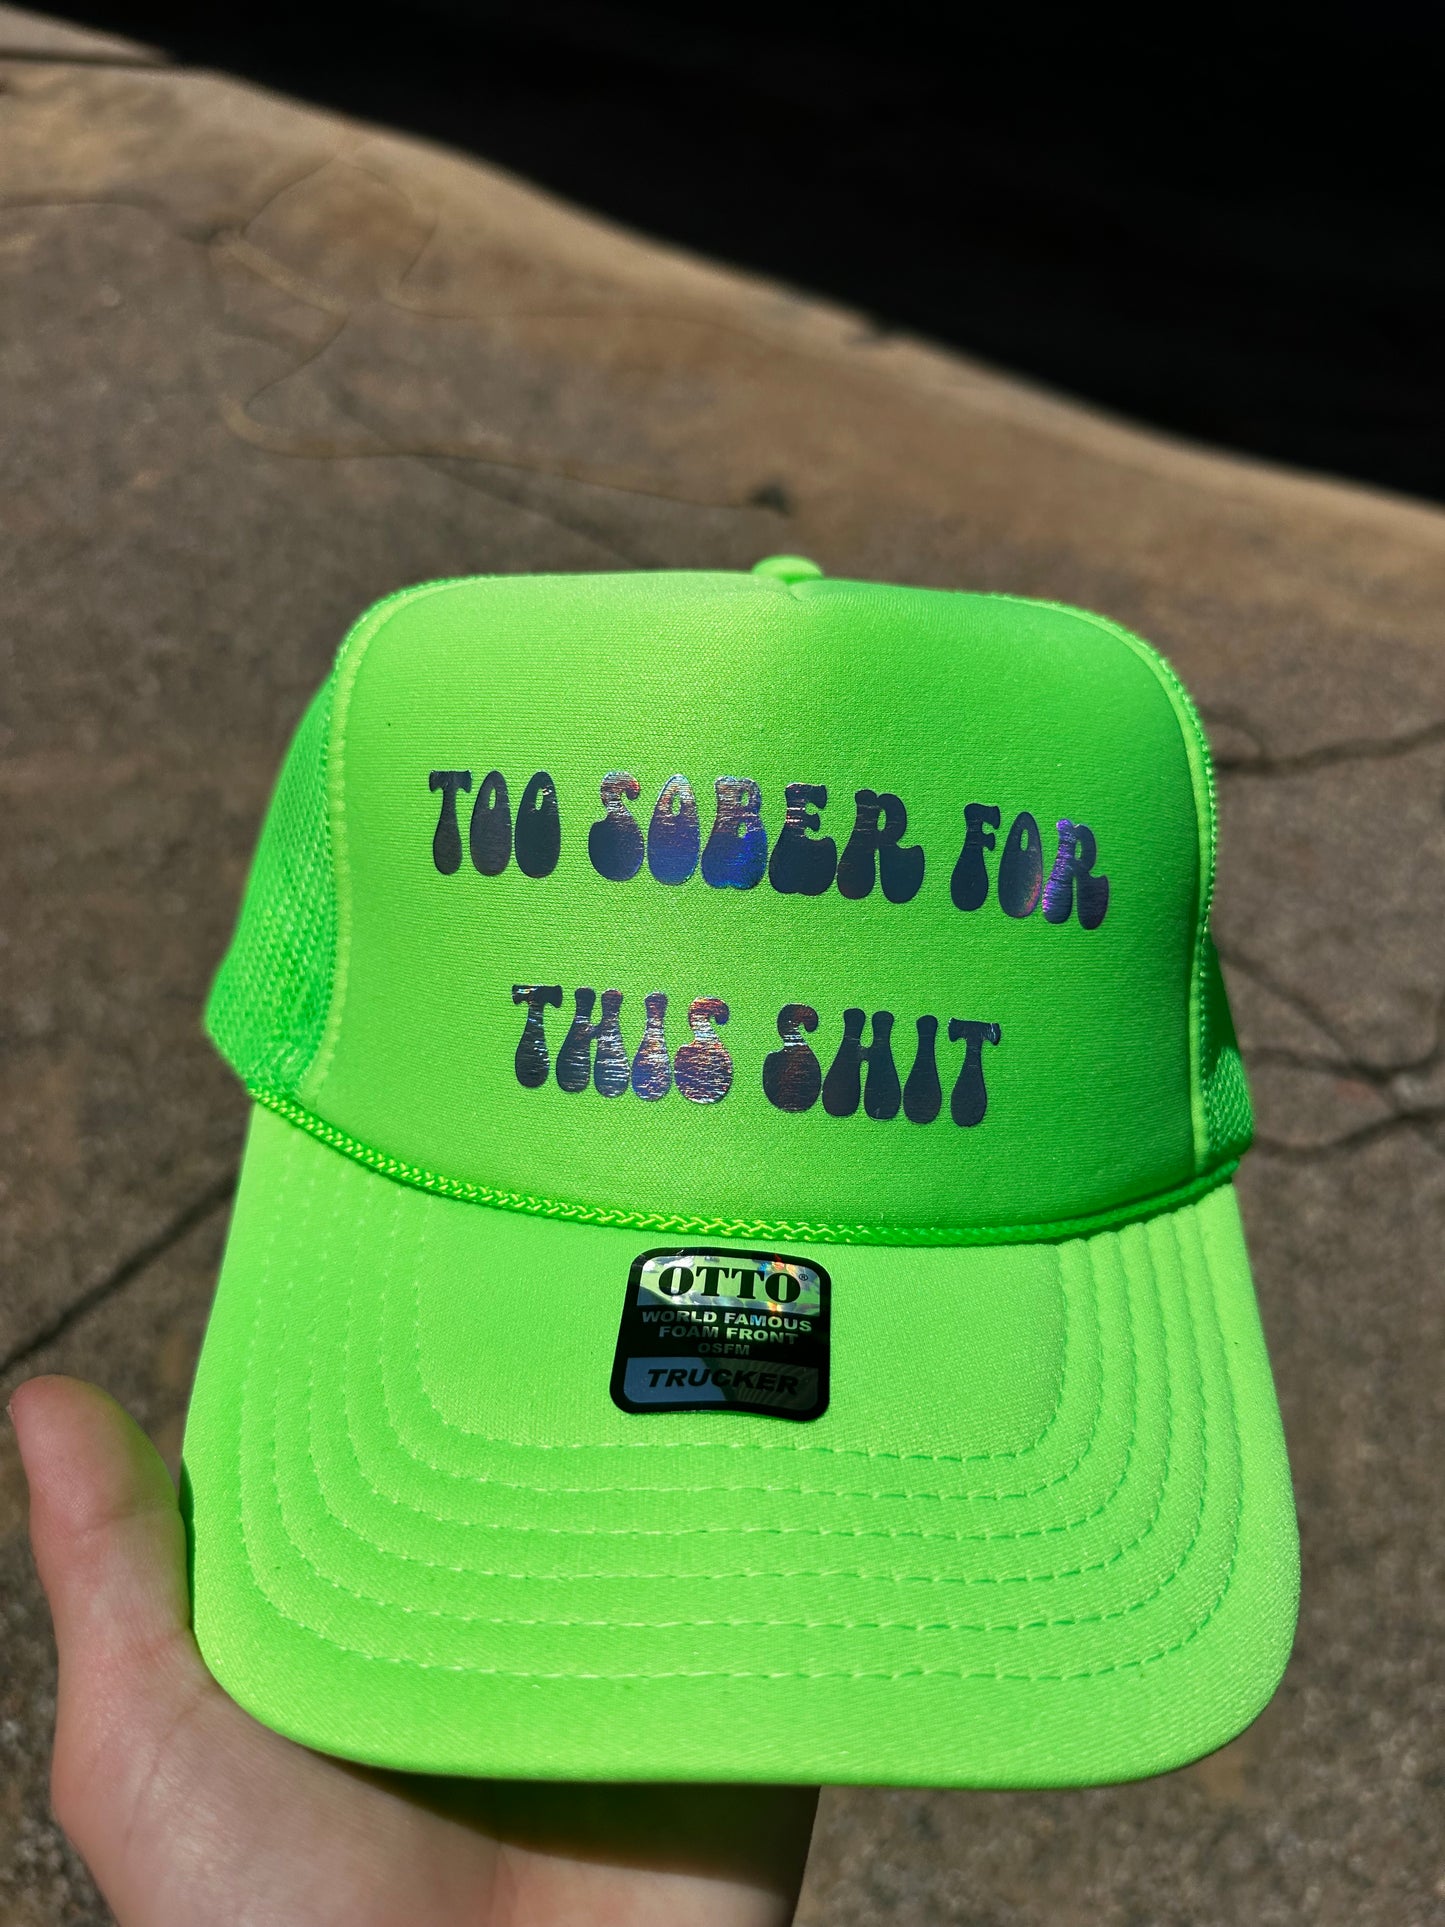 TOO SOBER FOR
THIS SHIT
OTTO®
WORLD FAMOUS
FOAM FRONT
OSFM
TRUCKER